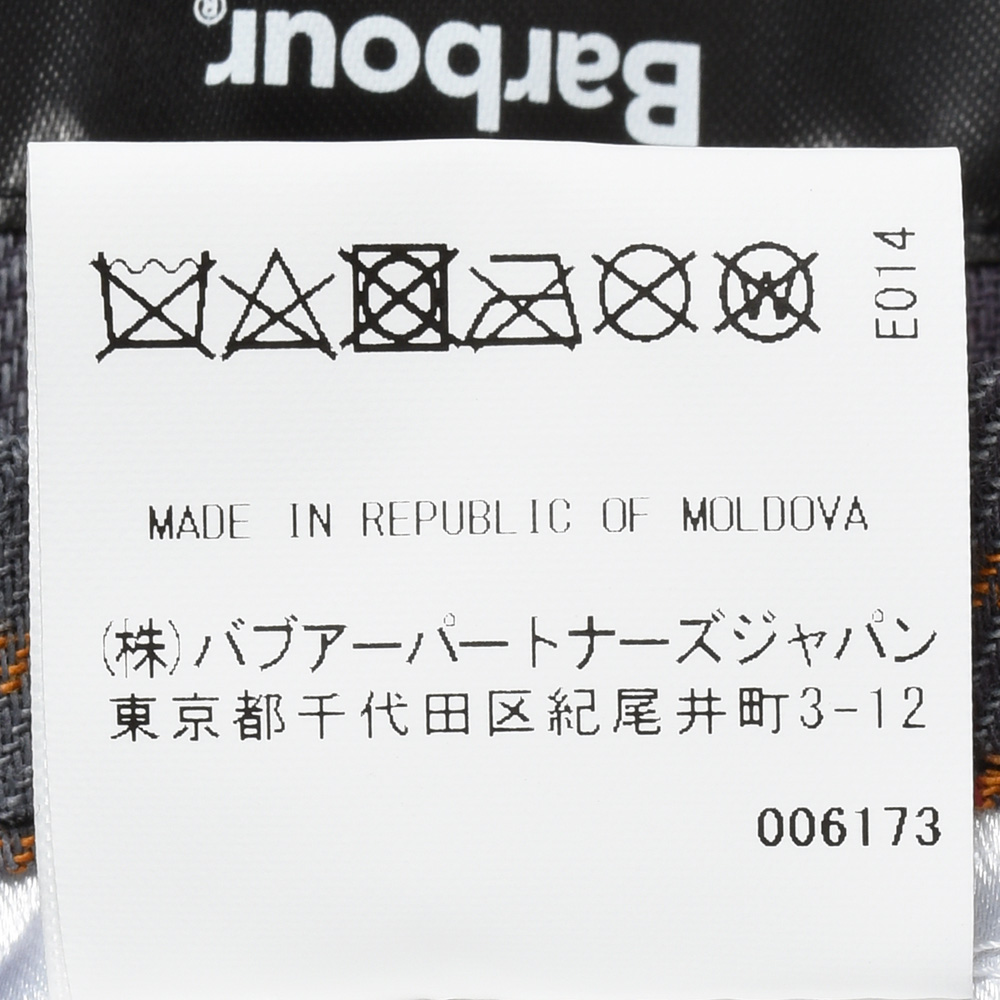 Barbour®
E014
MADE IN REPUBLIC OF MOLDOVA
(株)バブアーパートナーズジャパン
東京都千代田区紀尾井町3-12
006173